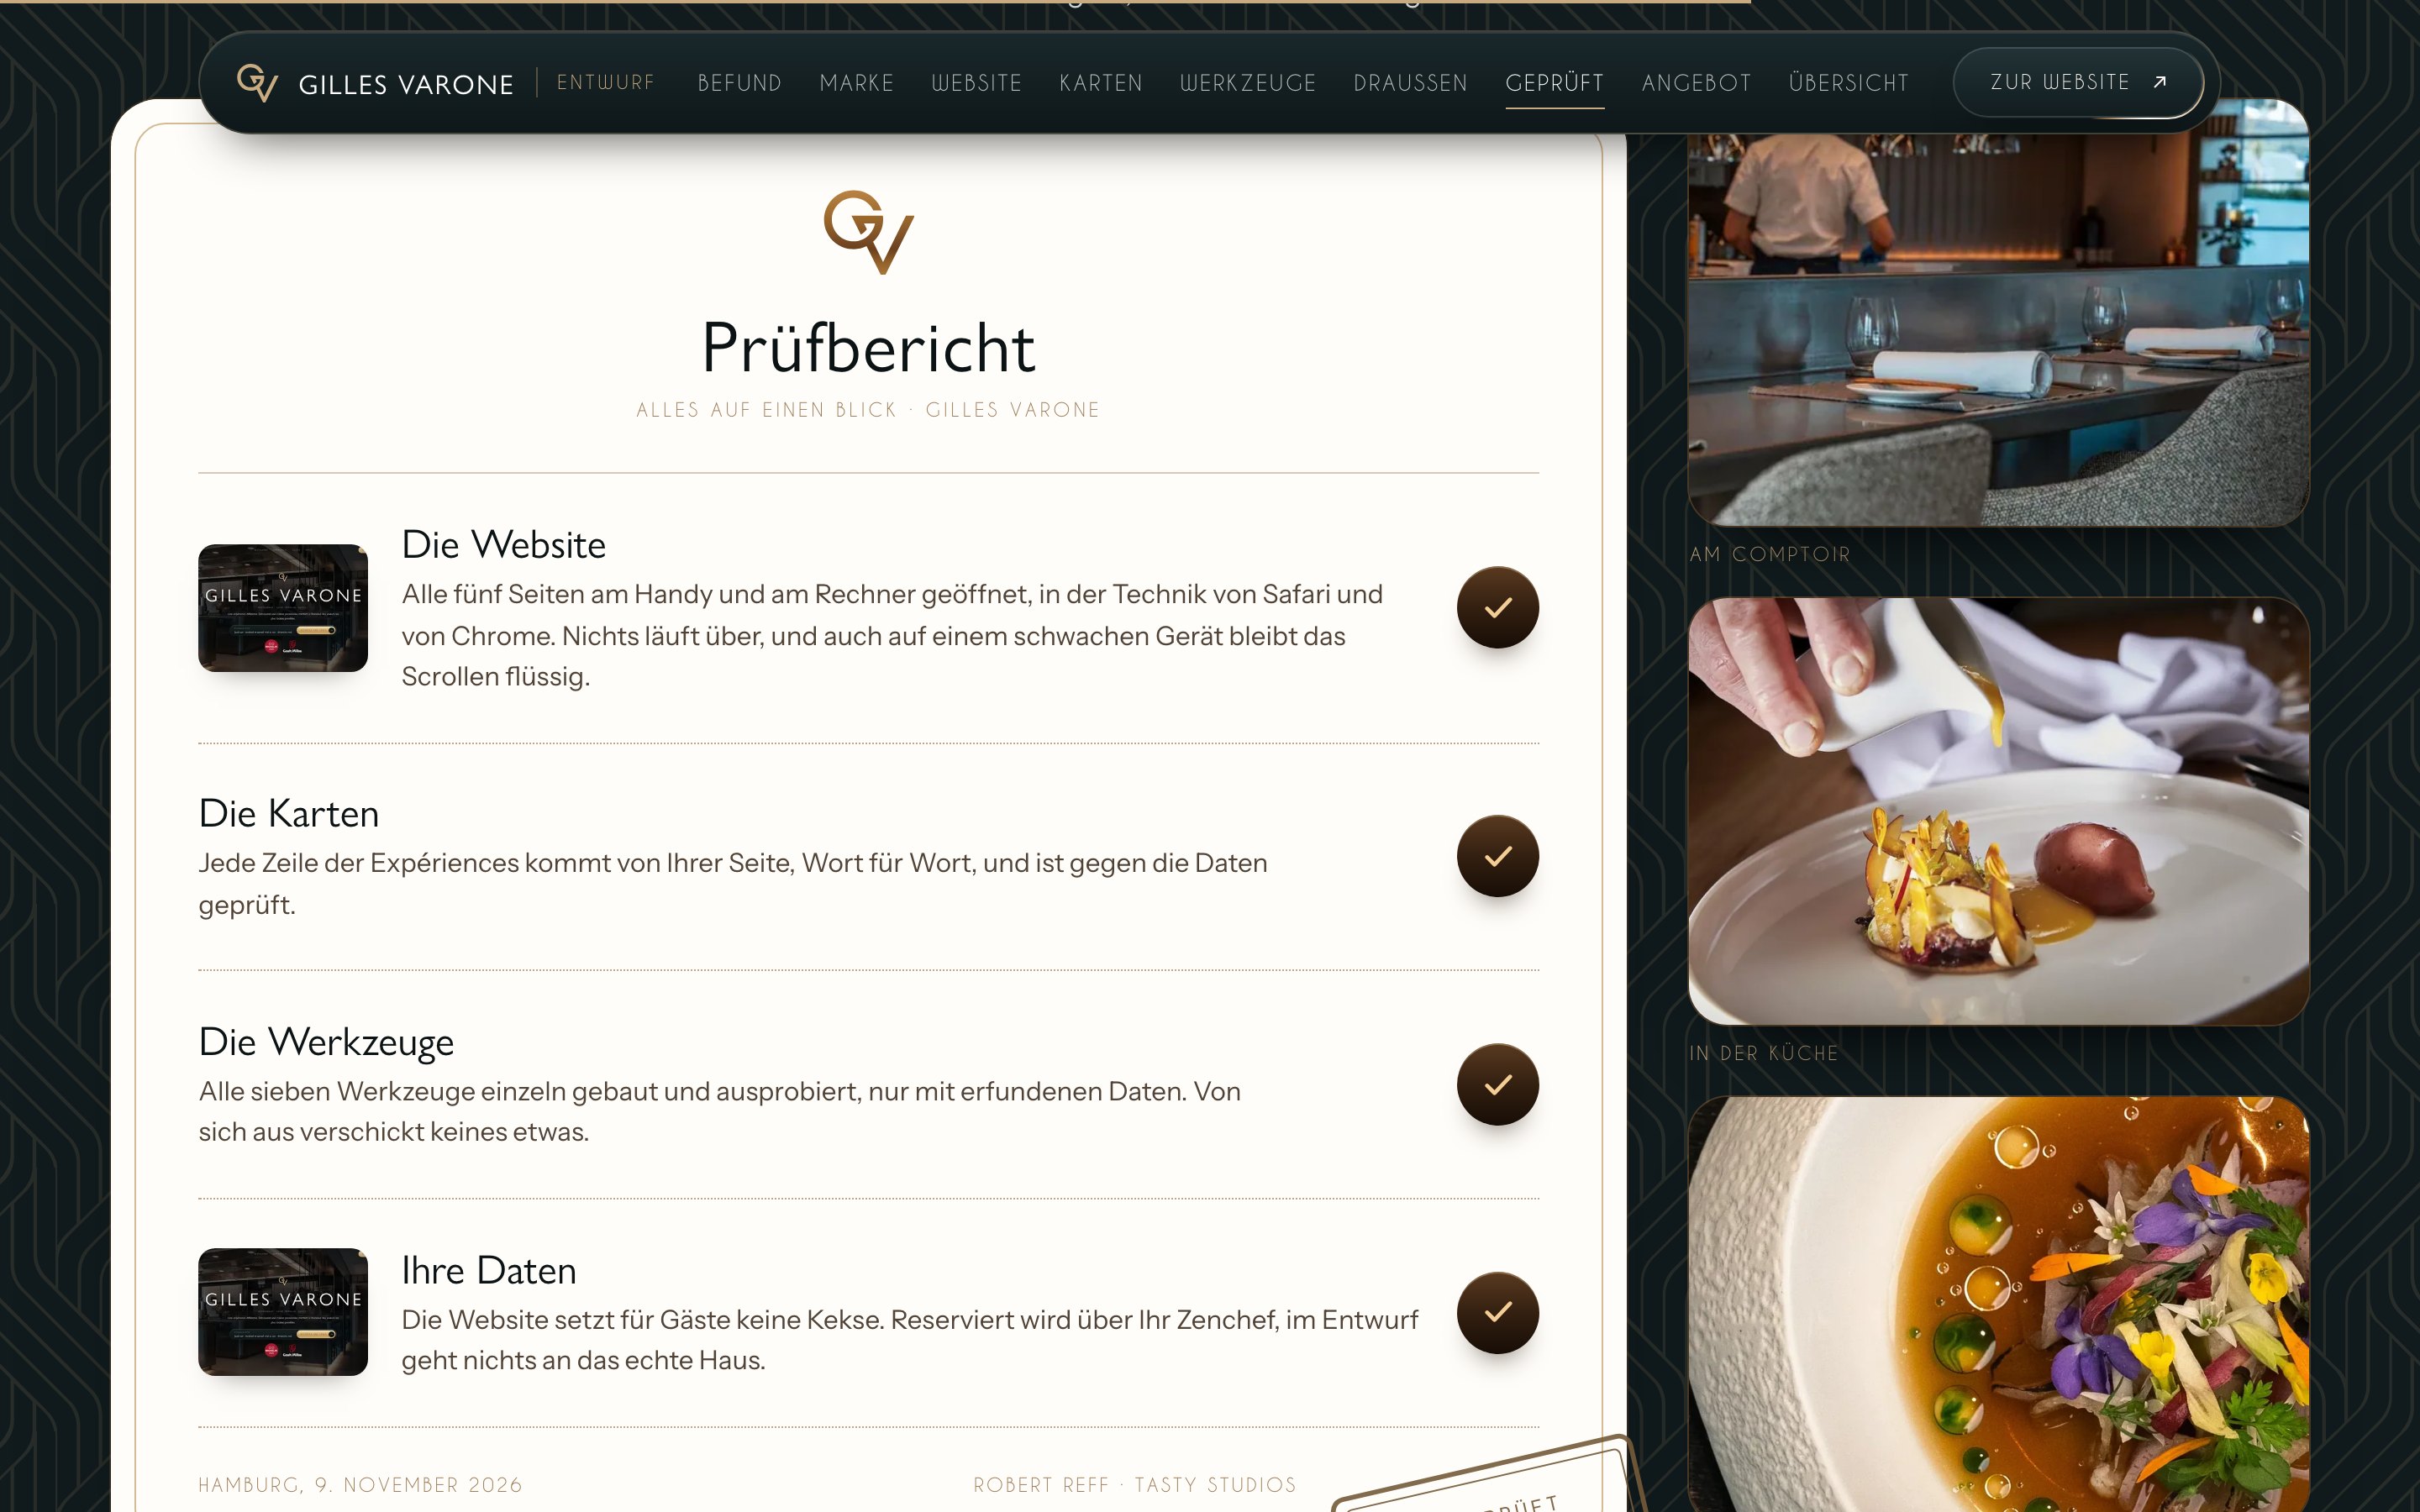 GILLES VARONE
ENTWURF
BEFUND
MARKE
WEBSITE
KARTEN
WERKZEUGE
DRAUSSEN
GEPRÜFT
ANGEBOT
ÜBERSICHT
ZUR WEBSITE
Prüfbericht
ALLES AUF EINEN BLICK · GILLES VARONE
GILLES VARONE
Die Website
Alle fünf Seiten am Handy und am Rechner geöffnet, in der Technik von Safari und
von Chrome. Nichts läuft über, und auch auf einem schwachen Gerät bleibt das
Scrollen flüssig.
Die Karten
Jede Zeile der Expériences kommt von Ihrer Seite, Wort für Wort, und ist gegen die Daten
geprüft.
Die Werkzeuge
Alle sieben Werkzeuge einzeln gebaut und ausprobiert, nur mit erfundenen Daten. Von
sich aus verschickt keines etwas.
GILLES VARONE
Ihre Daten
Die Website setzt für Gäste keine Kekse. Reserviert wird über Ihr Zenchef, im Entwurf
geht nichts an das echte Haus.
HAMBURG, 9. NOVEMBER 2026
ROBERT REFF · TASTY STUDIOS
AM COMPTOIR
IN DER KÜCHE